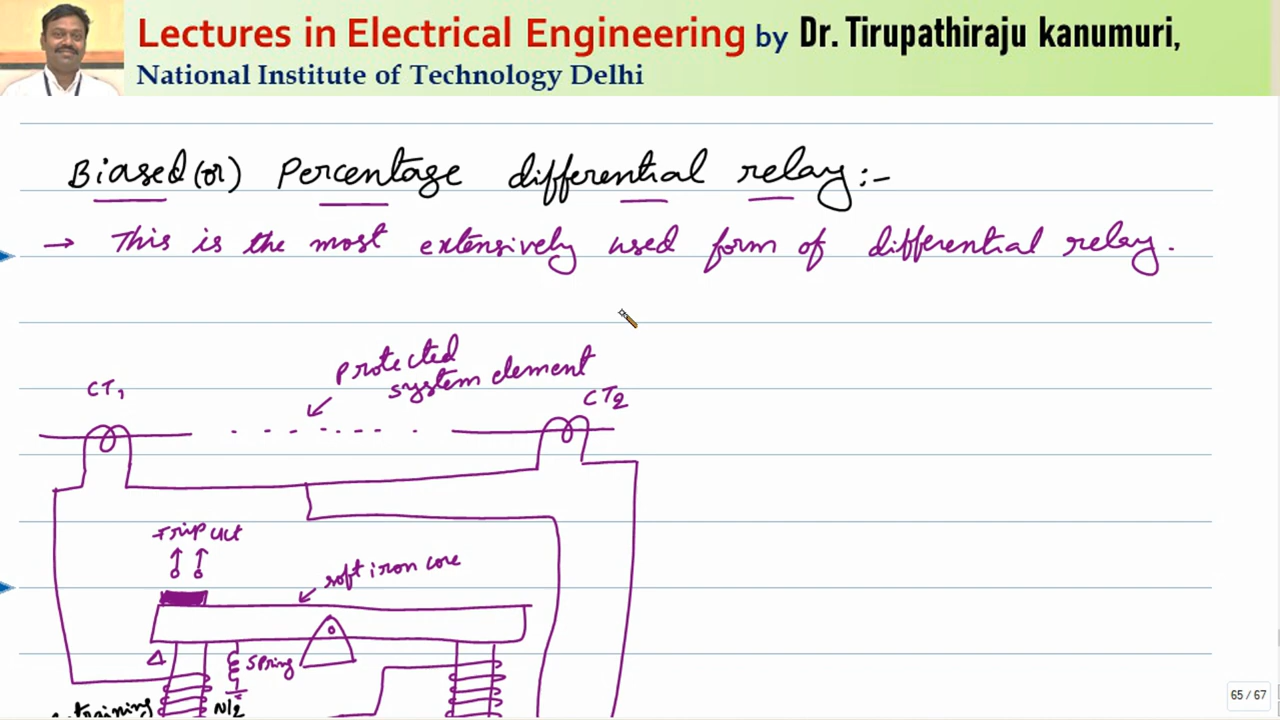 Lectures in Electrical Engineering by Dr. Tirupathiraju kanumuri,
National Institute of Technology Delhi
Biased (or) Percentage differential relay:-
→ This is the most extensively used form of differential relay.
protected
system element
CT1
CT2
Trip
soft iron core
Spring
N/2
65 / 67